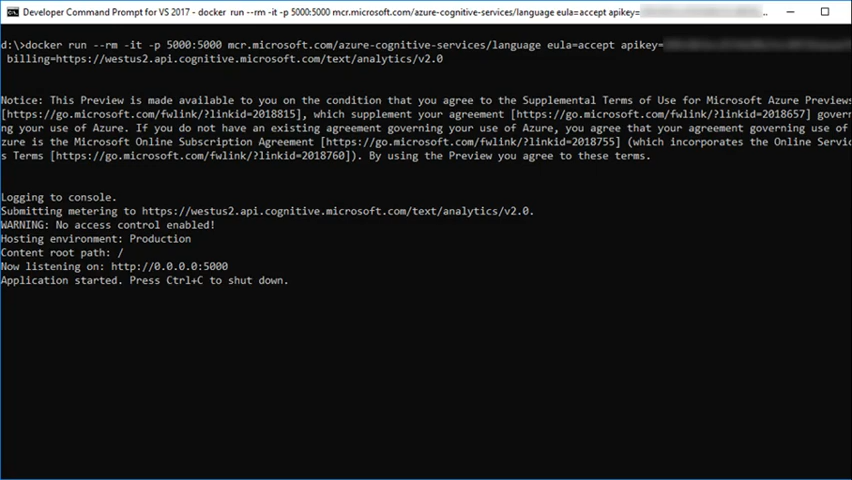 Developer Command Prompt for VS 2017 - docker run --rm -it -p 5000:5000 mcr.microsoft.com/azure-cognitive-services/language eula=accept apikey=
d:\>docker run --rm -it -p 5000:5000 mcr.microsoft.com/azure-cognitive-services/language eula=accept apikey=
billing=https://westus2.api.cognitive.microsoft.com/text/analytics/v2.0
Notice: This Preview is made available to you on the condition that you agree to the Supplemental Terms of Use for Microsoft Azure Previews
[https://go.microsoft.com/fwlink/?linkid=2018815], which supplement your agreement [https://go.microsoft.com/fwlink/?linkid=2018657] govern
ng your use of Azure. If you do not have an existing agreement governing your use of Azure, you agree that your agreement governing use of
zure is the Microsoft Online Subscription Agreement [https://go.microsoft.com/fwlink/?linkid=2018755] (which incorporates the Online Servic
s Terms [https://go.microsoft.com/fwlink/?linkid=2018760]). By using the Preview you agree to these terms.
Logging to console.
Submitting metering to https://westus2.api.cognitive.microsoft.com/text/analytics/v2.0.
WARNING: No access control enabled!
Hosting environment: Production
Content root path: /
Now listening on: http://0.0.0.0:5000
Application started. Press Ctrl+C to shut down.